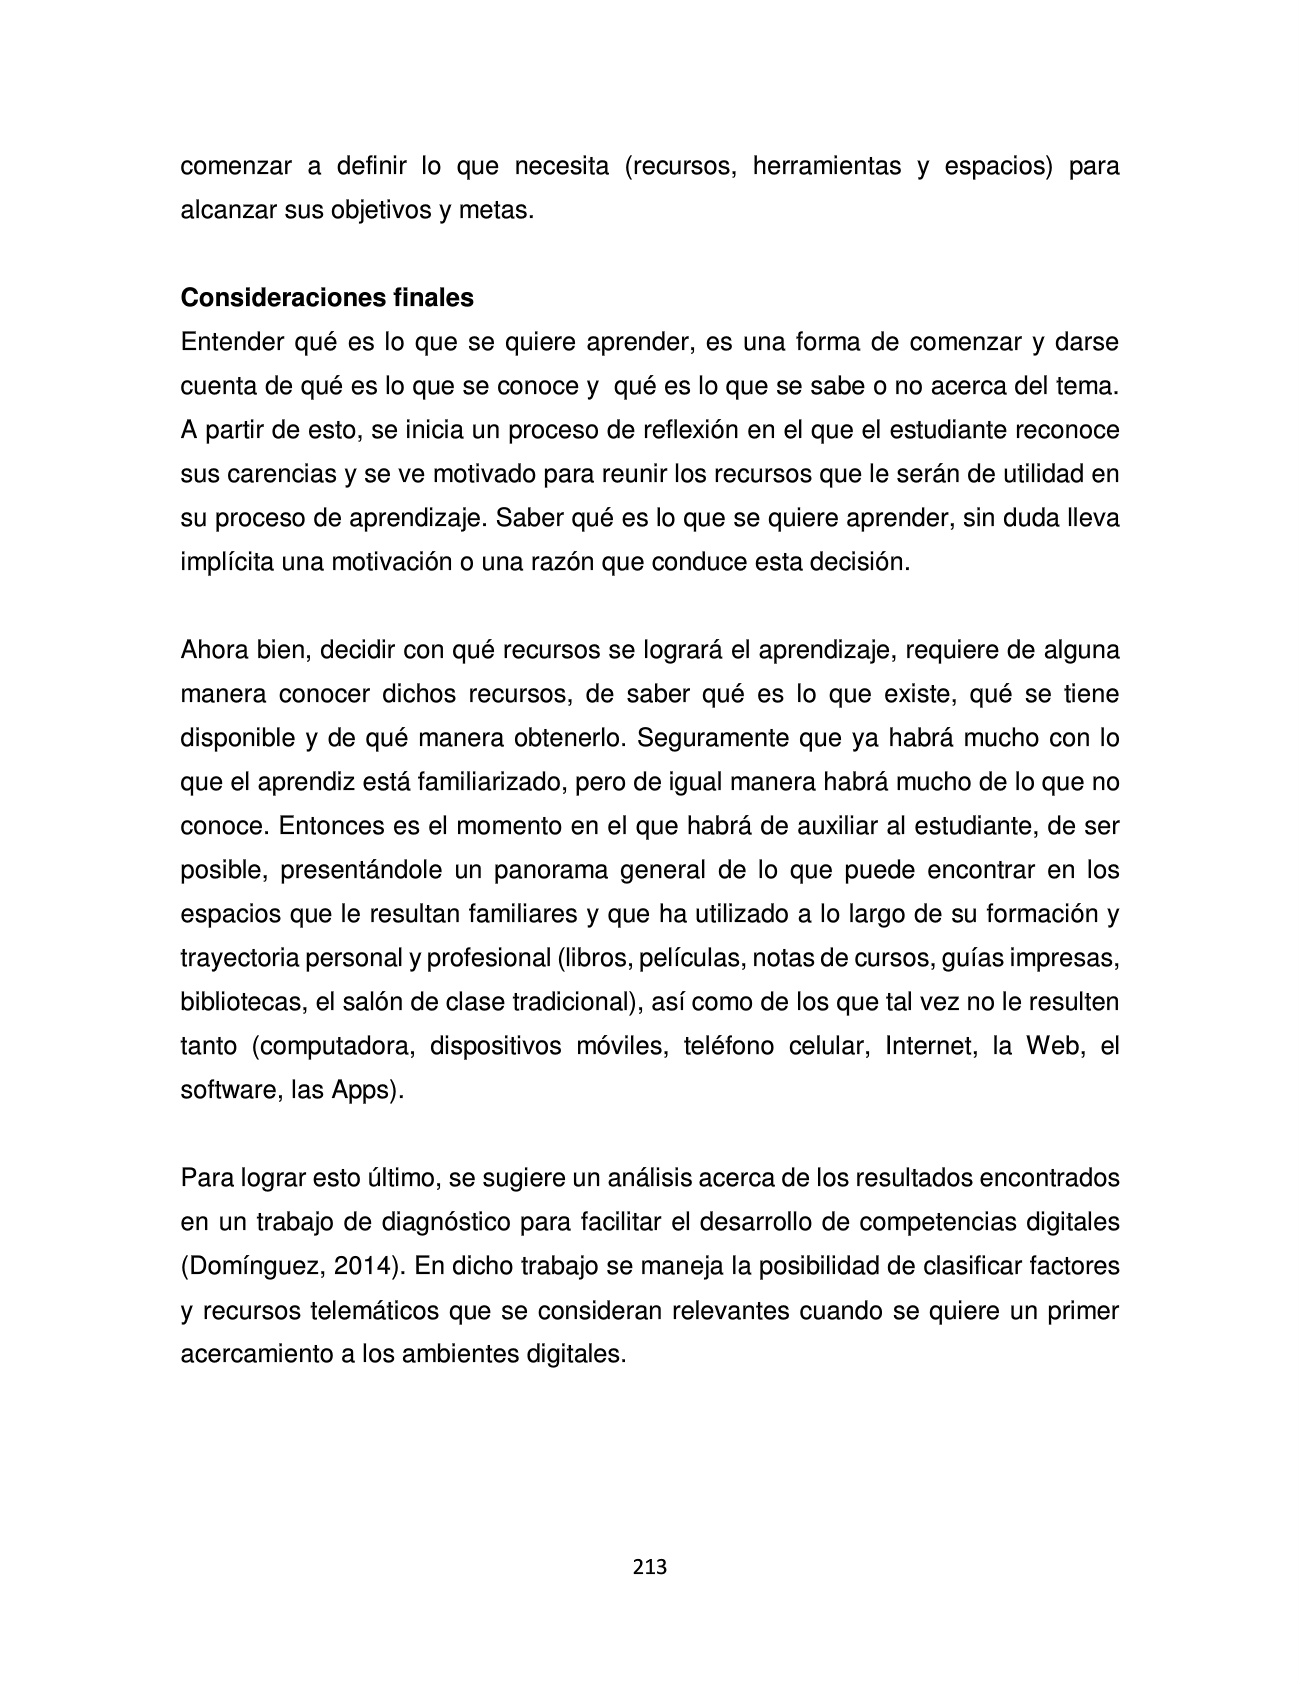 comenzar a definir lo que necesita (recursos, herramientas y espacios) para
alcanzar sus objetivos y metas.
Consideraciones finales
Entender qué es lo que se quiere aprender, es una forma de comenzar y darse
cuenta de qué es lo que se conoce y  qué es lo que se sabe o no acerca del tema.
A partir de esto, se inicia un proceso de reflexión en el que el estudiante reconoce
sus carencias y se ve motivado para reunir los recursos que le serán de utilidad en
su proceso de aprendizaje. Saber qué es lo que se quiere aprender, sin duda lleva
implícita una motivación o una razón que conduce esta decisión.
Ahora bien, decidir con qué recursos se logrará el aprendizaje, requiere de alguna
manera conocer dichos recursos, de saber qué es lo que existe, qué se tiene
disponible y de qué manera obtenerlo. Seguramente que ya habrá mucho con lo
que el aprendiz está familiarizado, pero de igual manera habrá mucho de lo que no
conoce. Entonces es el momento en el que habrá de auxiliar al estudiante, de ser
posible, presentándole un panorama general de lo que puede encontrar en los
espacios que le resultan familiares y que ha utilizado a lo largo de su formación y
trayectoria personal y profesional (libros, películas, notas de cursos, guías impresas,
bibliotecas, el salón de clase tradicional), así como de los que tal vez no le resulten
tanto (computadora, dispositivos móviles, teléfono celular, Internet, la Web, el
software, las Apps).
Para lograr esto último, se sugiere un análisis acerca de los resultados encontrados
en un trabajo de diagnóstico para facilitar el desarrollo de competencias digitales
(Domínguez, 2014). En dicho trabajo se maneja la posibilidad de clasificar factores
y recursos telemáticos que se consideran relevantes cuando se quiere un primer
acercamiento a los ambientes digitales.
213